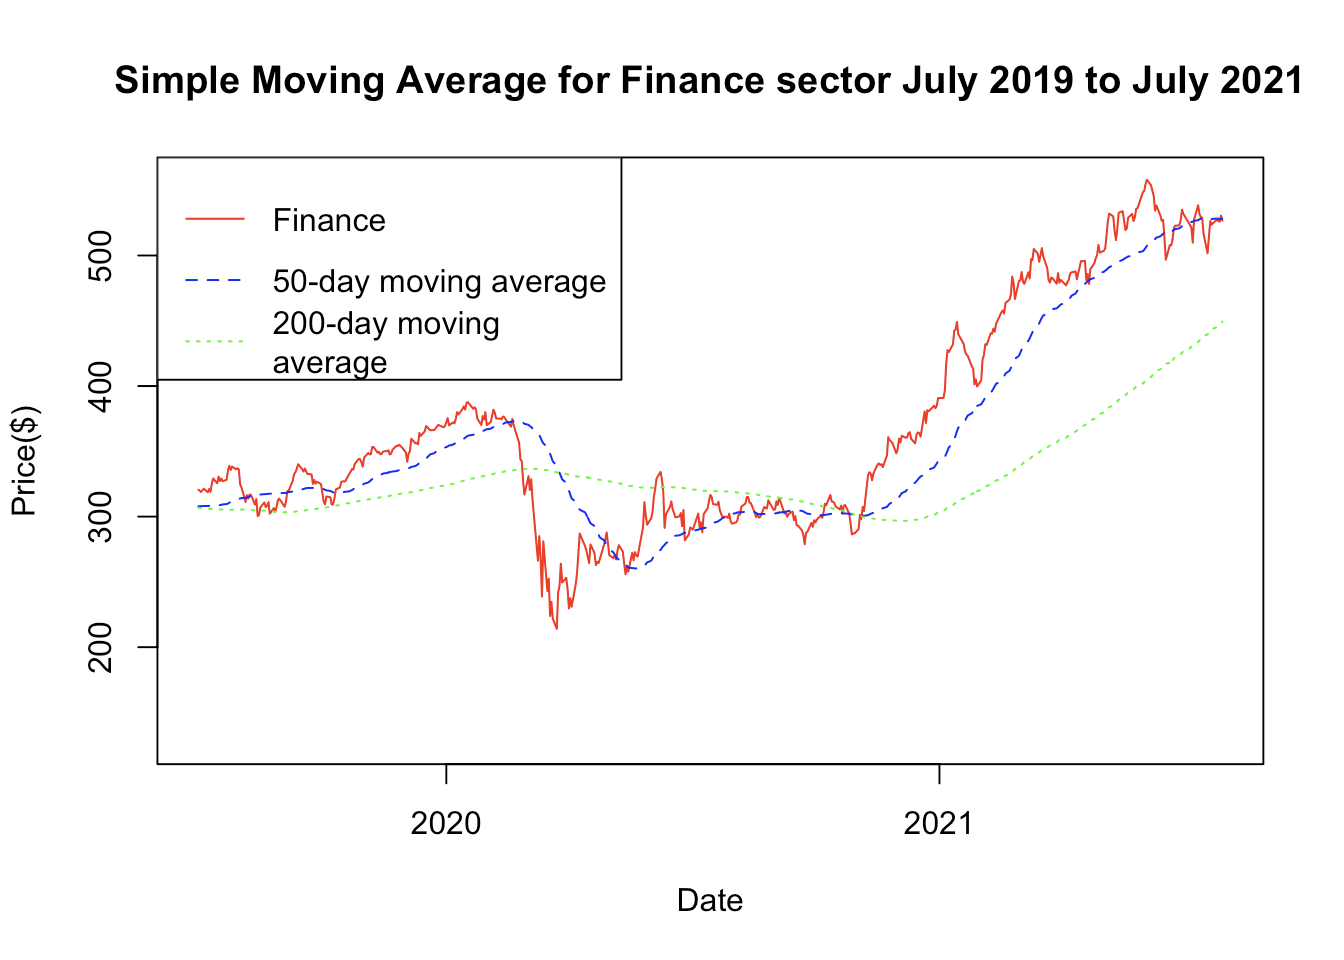 Simple Moving Average for Finance sector July 2019 to July 2021
Finance
50-day moving average
200-day moving
average
Price($)
500
400
300
200
2020
2021
Date